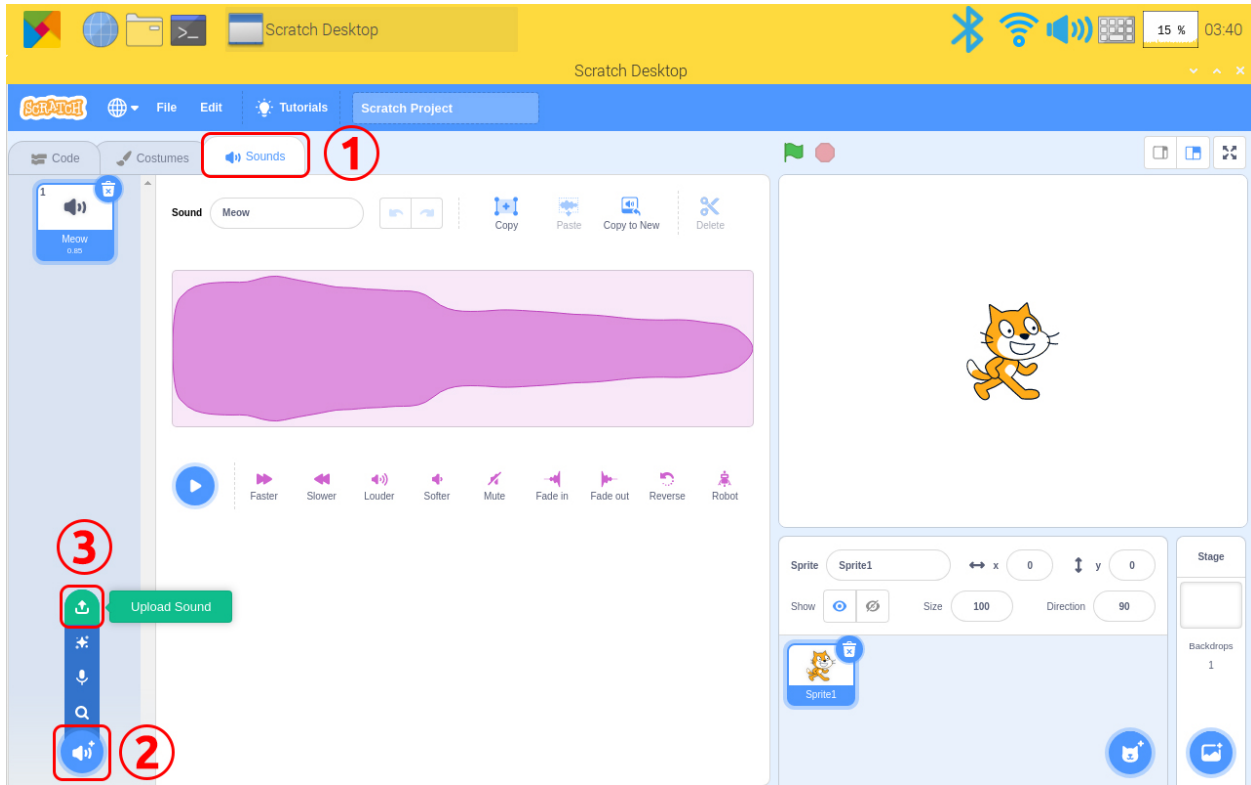 Scratch Desktop
15 %
03:40
Scratch Desktop
SCRATCH
File
Edit
Tutorials
Scratch Project
Code
Costumes
Sounds
1
1
Meow
0.85
Sound
Meow
Copy
Paste
Copy to New
Delete
Faster
Slower
Louder
Softer
Mute
Fade in
Fade out
Reverse
Robot
3
Upload Sound
2
Sprite
Sprite1
x
0
y
0
Show
Size
100
Direction
90
Sprite1
Stage
Backdrops
1